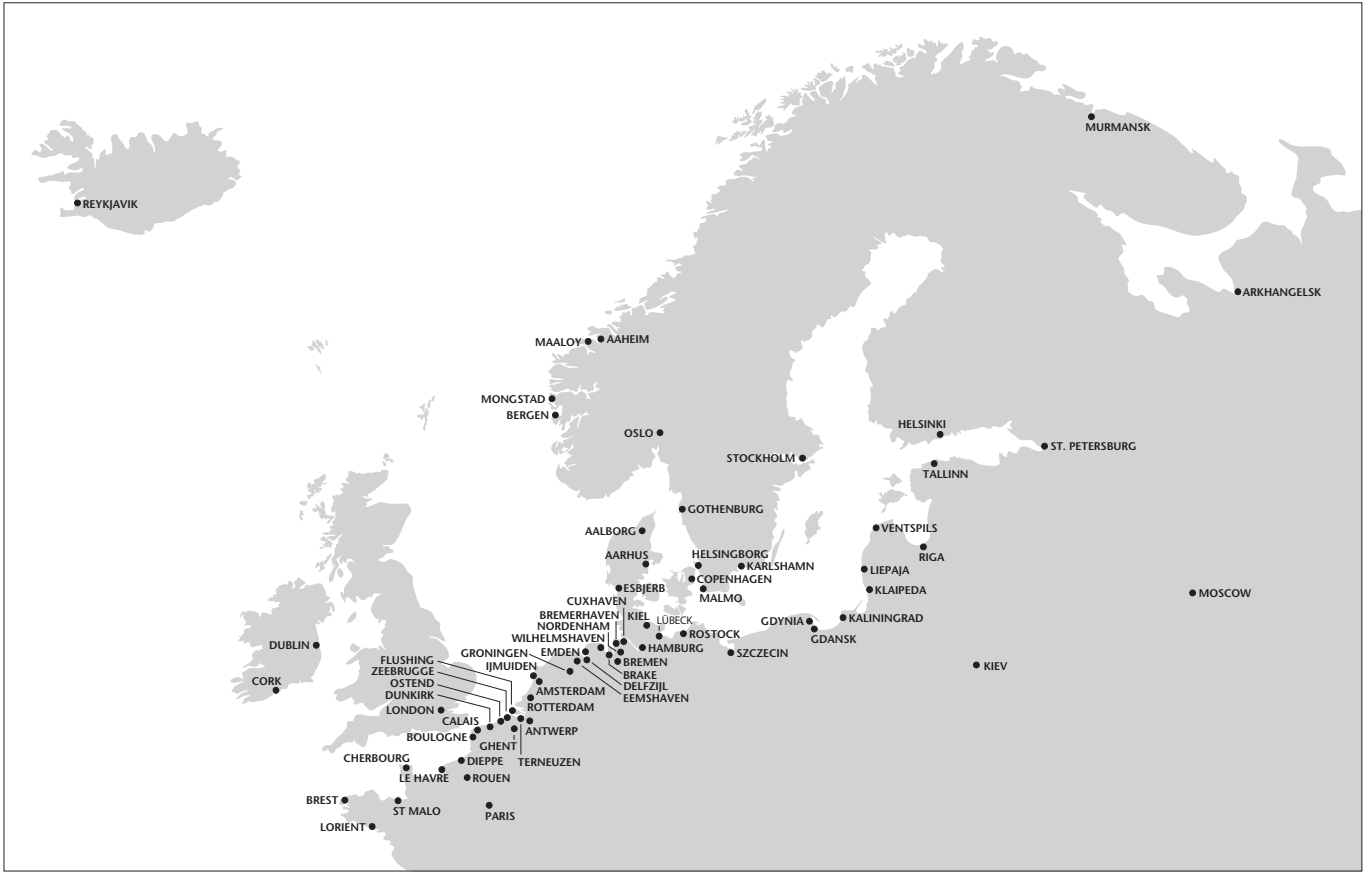 MURMANSK
REYKJAVIK
ARKHANGELSK
MAALOY
AAHEIM
MONGSTAD
BERGEN
OSLO
HELSINKI
ST. PETERSBURG
STOCKHOLM
TALLINN
GOTHENBURG
AALBORG
VENTSPILS
AARHUS
HELSINGBORG
RIGA
KARLSHAMN
LIEPAJA
COPENHAGEN
ESBJERB
KLAIPEDA
MOSCOW
MALMO
CUXHAVEN
BREMERHAVEN
KIEL
LÜBECK
GDYNIA
KALININGRAD
NORDENHAM
ROSTOCK
GDANSK
WILHELMSHAVEN
DUBLIN
HAMBURG
GRONINGEN
EMDEN
SZCZECIN
FLUSHING
BREMEN
IJMUIDEN
KIEV
ZEEBRUGGE
BRAKE
CORK
OSTEND
DELFZIJL
AMSTERDAM
DUNKIRK
EEMSHAVEN
ROTTERDAM
LONDON
CALAIS
ANTWERP
BOULOGNE
GHENT
CHERBOURG
DIEPPE
TERNEUZEN
LE HAVRE
ROUEN
BREST
ST MALO
PARIS
LORIENT